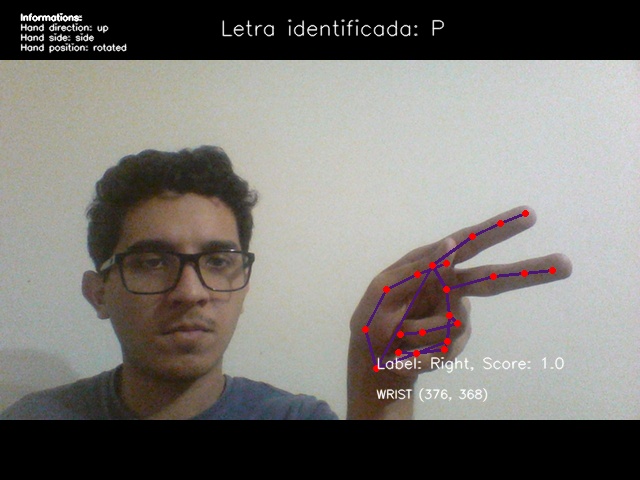 Informations:
Hand direction: up
Hand side: side
Hand position: rotated
Letra identificada: P
Label: Right, Score: 1.0
WRIST (376, 368)